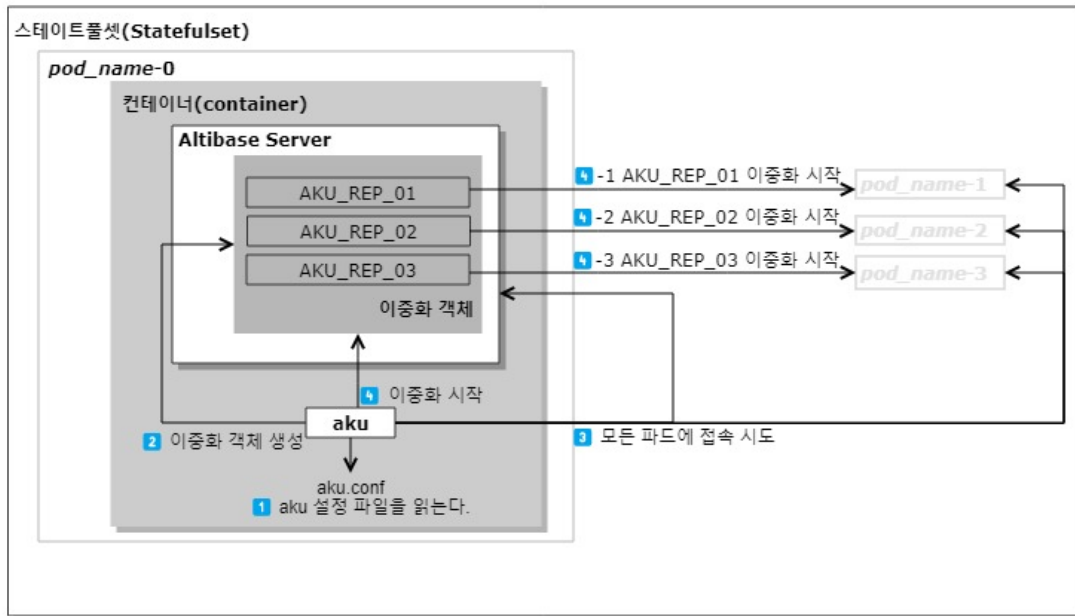 스테이트풀셋(Statefulset)
pod_name-0
컨테이너(container)
Altibase Server
AKU_REP_01
AKU_REP_02
AKU_REP_03
이중화 객체
4 -1 AKU_REP_01 이중화 시작
4 -2 AKU_REP_02 이중화 시작
4 -3 AKU_REP_03 이중화 시작
pod_name-1
pod_name-2
pod_name-3
4 이중화 시작
aku
2 이중화 객체 생성
3 모든 파드에 접속 시도
aku.conf
1 aku 설정 파일을 읽는다.